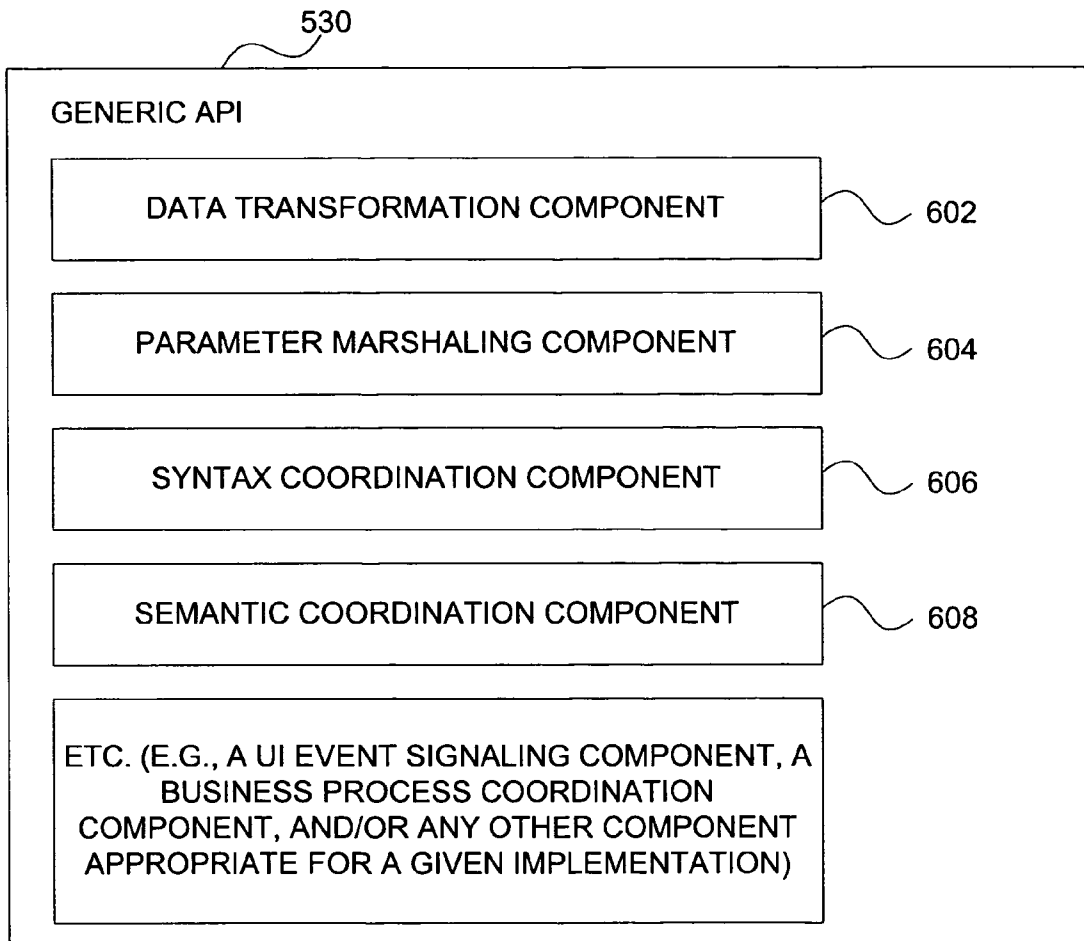 530
GENERIC API
DATA TRANSFORMATION COMPONENT
602
PARAMETER MARSHALING COMPONENT
604
SYNTAX COORDINATION COMPONENT
606
SEMANTIC COORDINATION COMPONENT
608
ETC. (E.G., A UI EVENT SIGNALING COMPONENT, A
BUSINESS PROCESS COORDINATION
COMPONENT, AND/OR ANY OTHER COMPONENT
APPROPRIATE FOR A GIVEN IMPLEMENTATION)